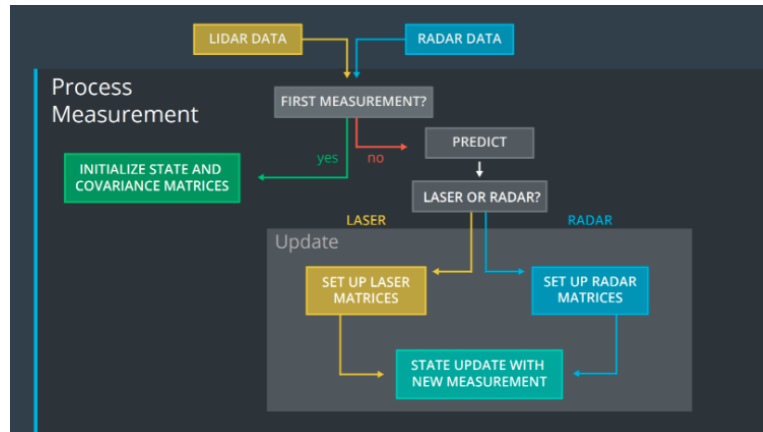 LIDAR DATA
RADAR DATA
Process
Measurement
FIRST MEASUREMENT?
yes
no
PREDICT
INITIALIZE STATE AND
COVARIANCE MATRICES
LASER OR RADAR?
LASER
RADAR
Update
SET UP LASER
MATRICES
SET UP RADAR
MATRICES
STATE UPDATE WITH
NEW MEASUREMENT